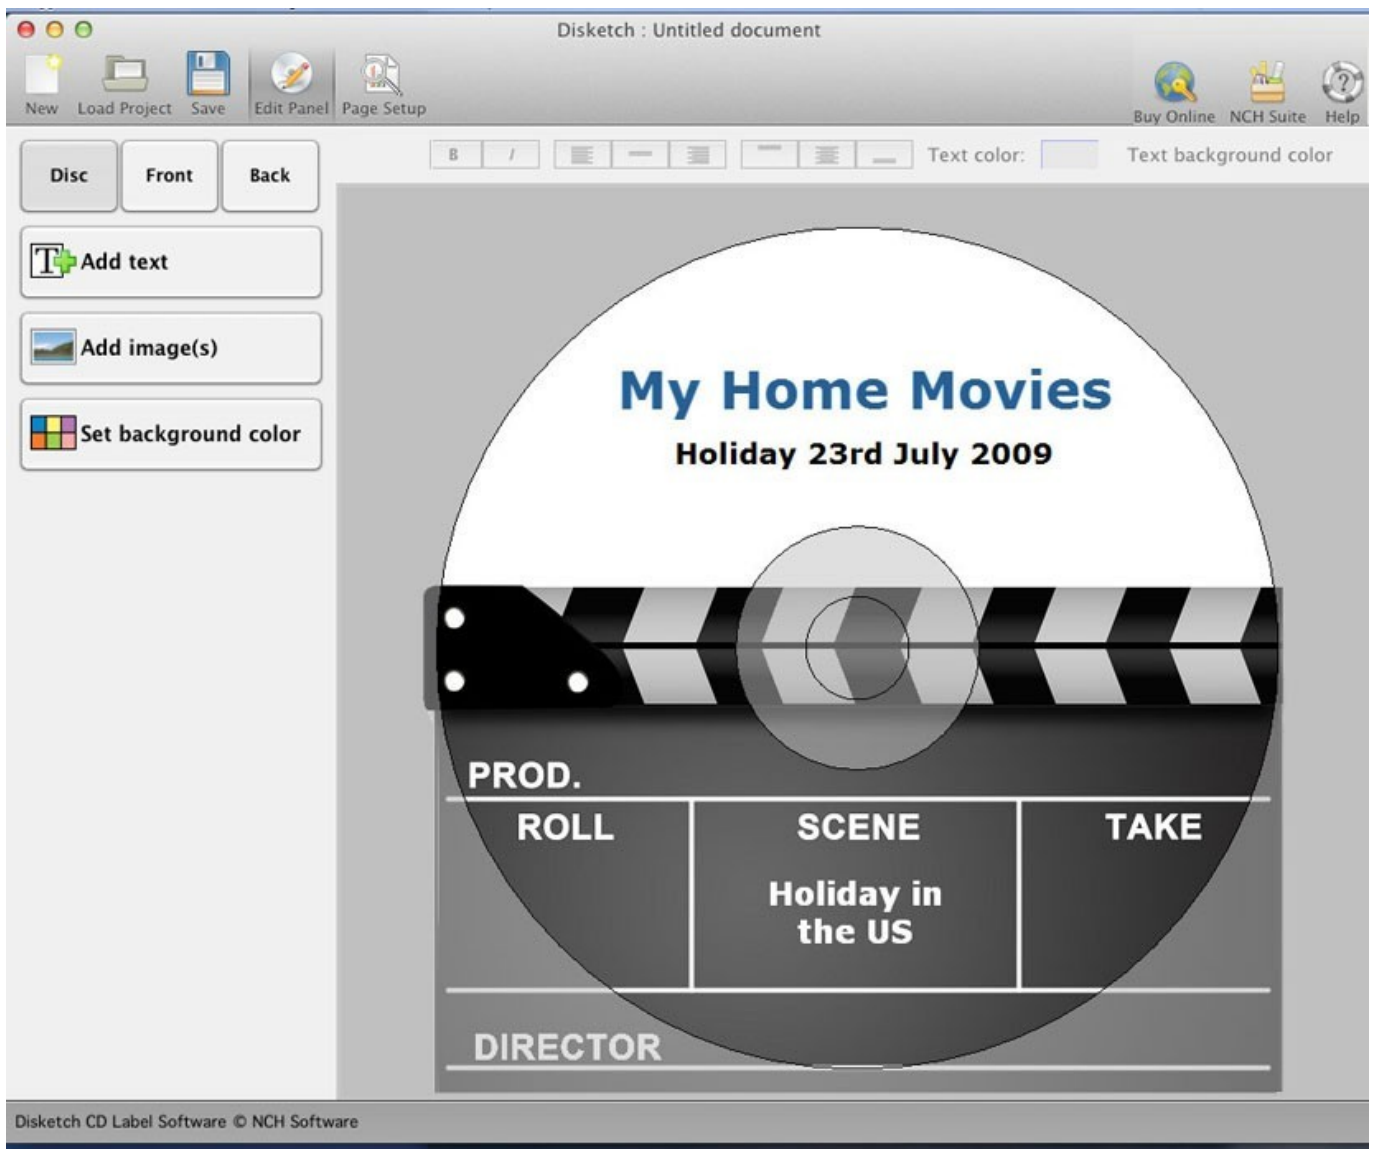 Disketch : Untitled document
New Load Project Save Edit Panel Page Setup Buy Online NCH Suite Help
Disc Front Back
B I Text color: Text background color
Add text
Add image(s)
Set background color
My Home Movies
Holiday 23rd July 2009
PROD.
ROLL SCENE TAKE
Holiday in
the US
DIRECTOR
Disketch CD Label Software © NCH Software